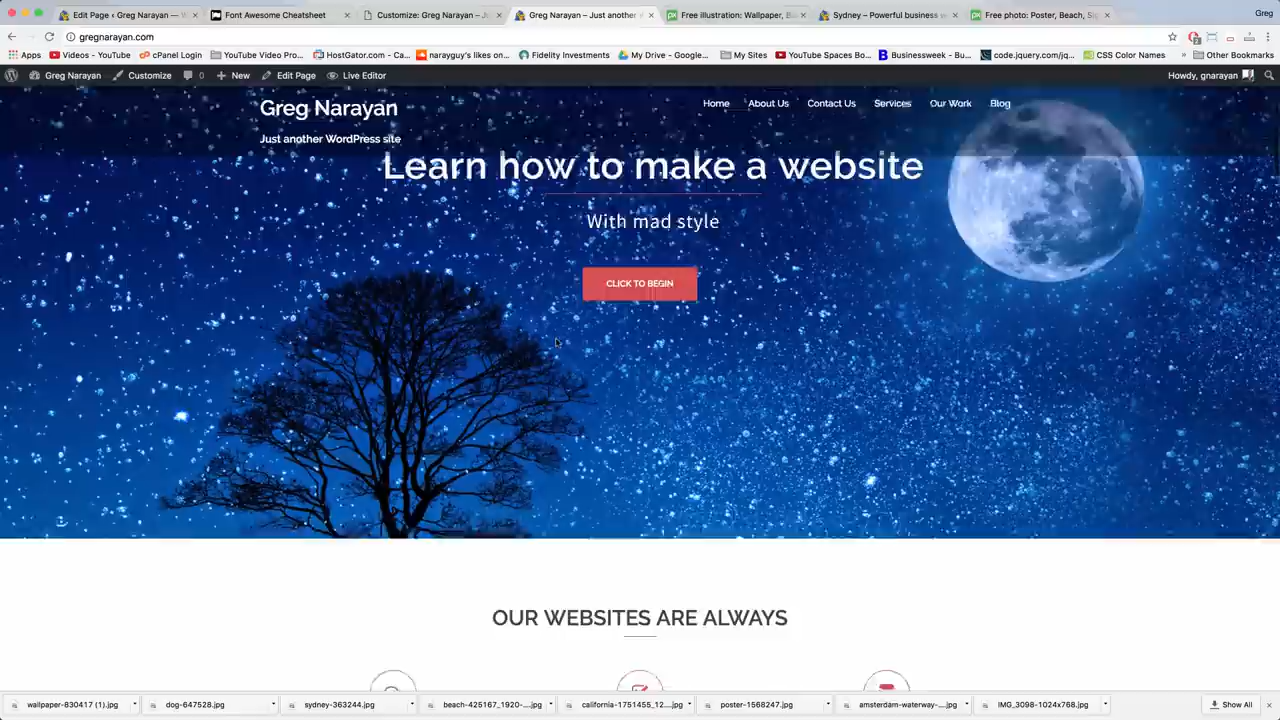 Edit Page ‹
Font Awesome Cheatsheet
Customize: Greg Narayan – Ju
Greg Narayan – Just another
Free illustration: Wallpaper, B
Sydney – Powerful business w
Free photo: Poster, Beach, Sig
Greg
gregnarayan.com
Apps
Videos - YouTube
cPanel Login
YouTube Video Pro...
HostGator.com - Ca...
narayguy's likes on...
Fidelity Investments
My Drive - Google...
My Sites
YouTube Spaces Bo...
Businessweek - Bu...
code.jquery.com/jq...
CSS Color Names
»
Other Bookmarks
Greg Narayan
Customize
0
New
Edit Page
Live Editor
Howdy, gnarayan
Greg Narayan
Just another WordPress site
Home
About Us
Contact Us
Services
Our Work
Blog
Learn how to make a website
With mad style
CLICK TO BEGIN
OUR WEBSITES ARE ALWAYS
wallpaper-830417 (1).jpg
dog-647528.jpg
sydney-363244.jpg
beach-425167_1920-....jpg
california-1751455_12....jpg
poster-1568247.jpg
amsterdam-waterway-....jpg
IMG_3098-1024x768.jpg
Show All